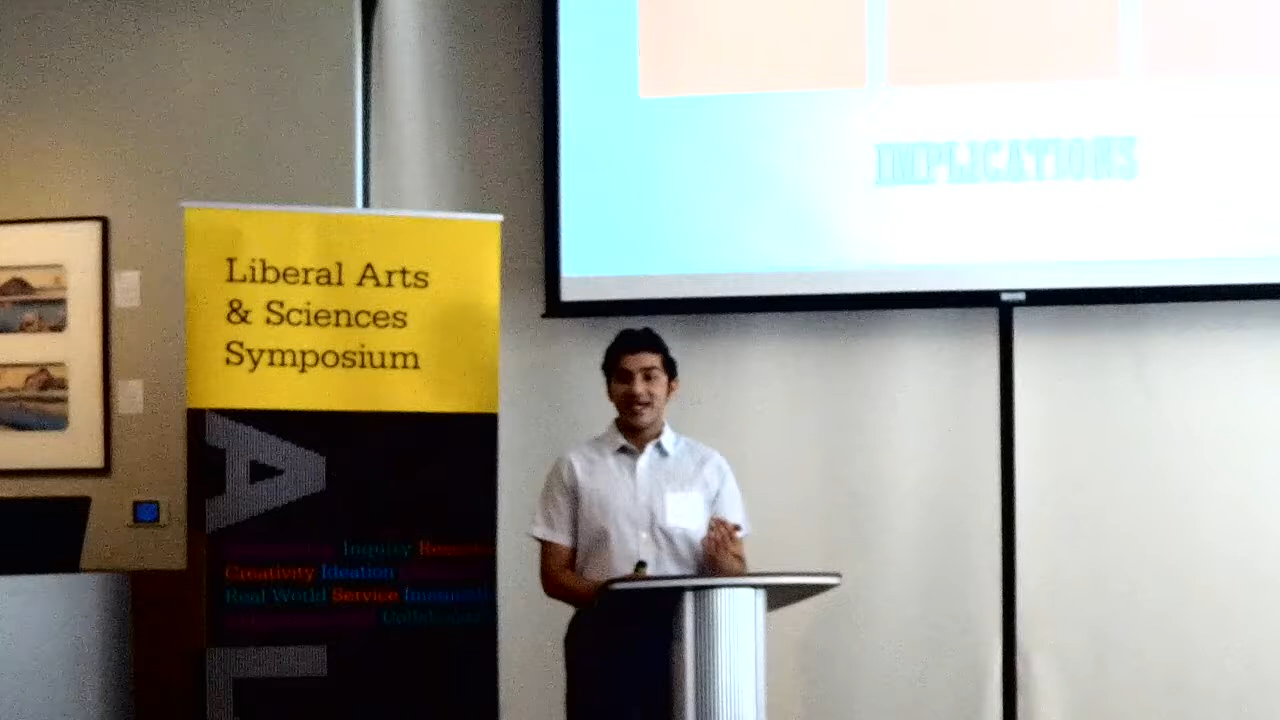 IMPLICATIONS
Liberal Arts
& Sciences
Symposium
A
Inquiry
Creativity Ideation
Real World Service
L